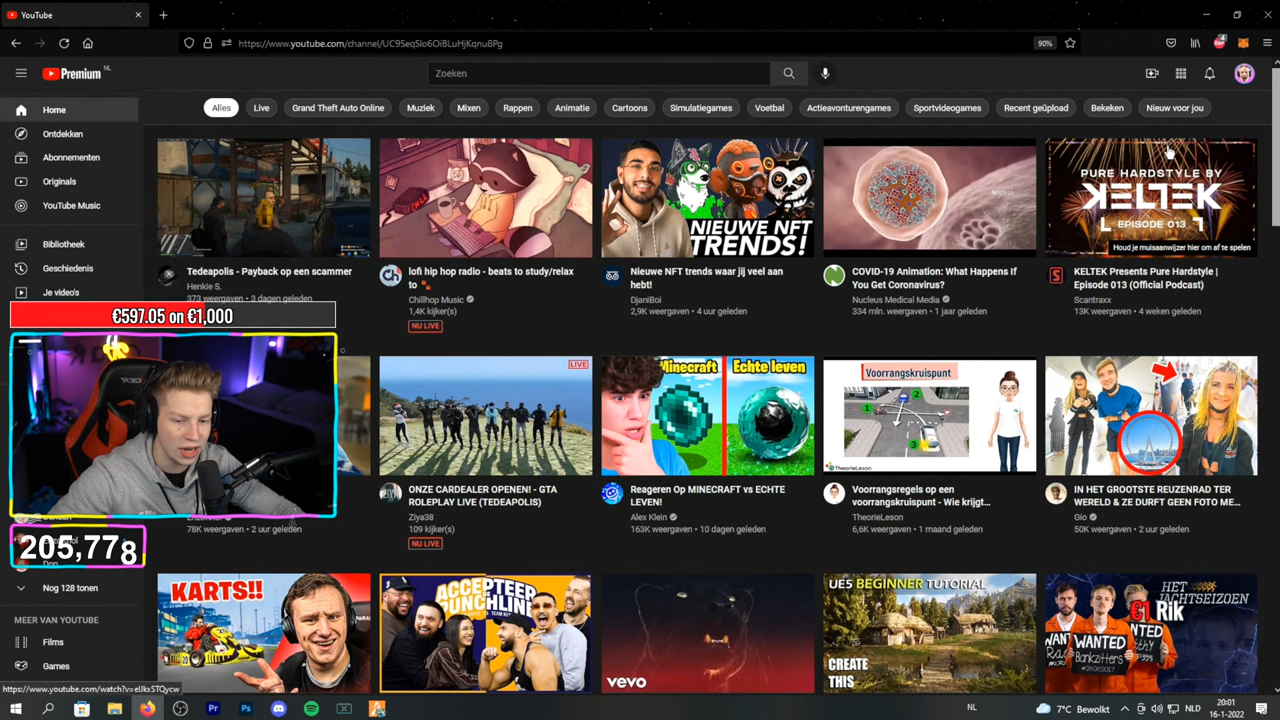 YouTube
https://www.youtube.com/channel/UC9SeqSlo6OiBLuHjKqnu8Pg
90%
4
Premium NL
Zoeken
Home
Ontdekken
Abonnementen
Originals
YouTube Music
Bibliotheek
Geschiedenis
Je video's
Alles
Live
Grand Theft Auto Online
Muziek
Mixen
Rappen
Animatie
Cartoons
Simulatiegames
Voetbal
Actieavonturengames
Sportvideogames
Recent geüpload
Bekeken
Nieuw voor jou
NIEUWE NFT
TRENDS!
PURE HARDSTYLE BY
KELTEK
EPISODE 013
Houd je muisaanwijzer hier om af te spelen
Tedeapolis - Payback op een scammer
Henkie S.
373 weergaven • 3 dagen geleden
lofi hip hop radio - beats to study/relax
to
Chillhop Music
1,4K kijker(s)
NU LIVE
Nieuwe NFT trends waar jij veel aan
hebt!
DjaniBoi
2,9K weergaven • 4 uur geleden
COVID-19 Animation: What Happens If
You Get Coronavirus?
Nucleus Medical Media
334 mln. weergaven • 1 jaar geleden
KELTEK Presents Pure Hardstyle |
Episode 013 (Official Podcast)
Scantraxx
13K weergaven • 4 weken geleden
€597.05 on €1,000
LIVE
Minecraft
Echte leven
Voorrangskruispunt
1
2
3
TheorieLeson
78K weergaven • 2 uur geleden
ONZE CARDEALER OPENEN! - GTA
ROLEPLAY LIVE (TEDEAPOLIS)
Ziya38
109 kijker(s)
NU LIVE
Reageren Op MINECRAFT vs ECHTE
LEVEN!
Alex Klein
163K weergaven • 10 dagen geleden
Voorrangsregels op een
voorrangskruispunt - Wie krijgt...
TheorieLeson
6,6K weergaven • 1 maand geleden
IN HET GROOTSTE REUZENRAD TER
WERELD & ZE DURFT GEEN FOTO ME...
Gio
50K weergaven • 2 uur geleden
205,778
Don
Nog 128 tonen
MEER VAN YOUTUBE
Films
Games
KARTS!!
ACCEPTEER
PUNCHLINE
vevo
UE5 BEGINNER TUTORIAL
CREATE
THIS
HET
JACHTSEIZOEN
WANTED
WANTED
Bankzitters
WANTED
RIK
https://www.youtube.com/watch?v=eIJkxSTQycw
NL
7°C Bewolkt
NLD
20:01
16-1-2022